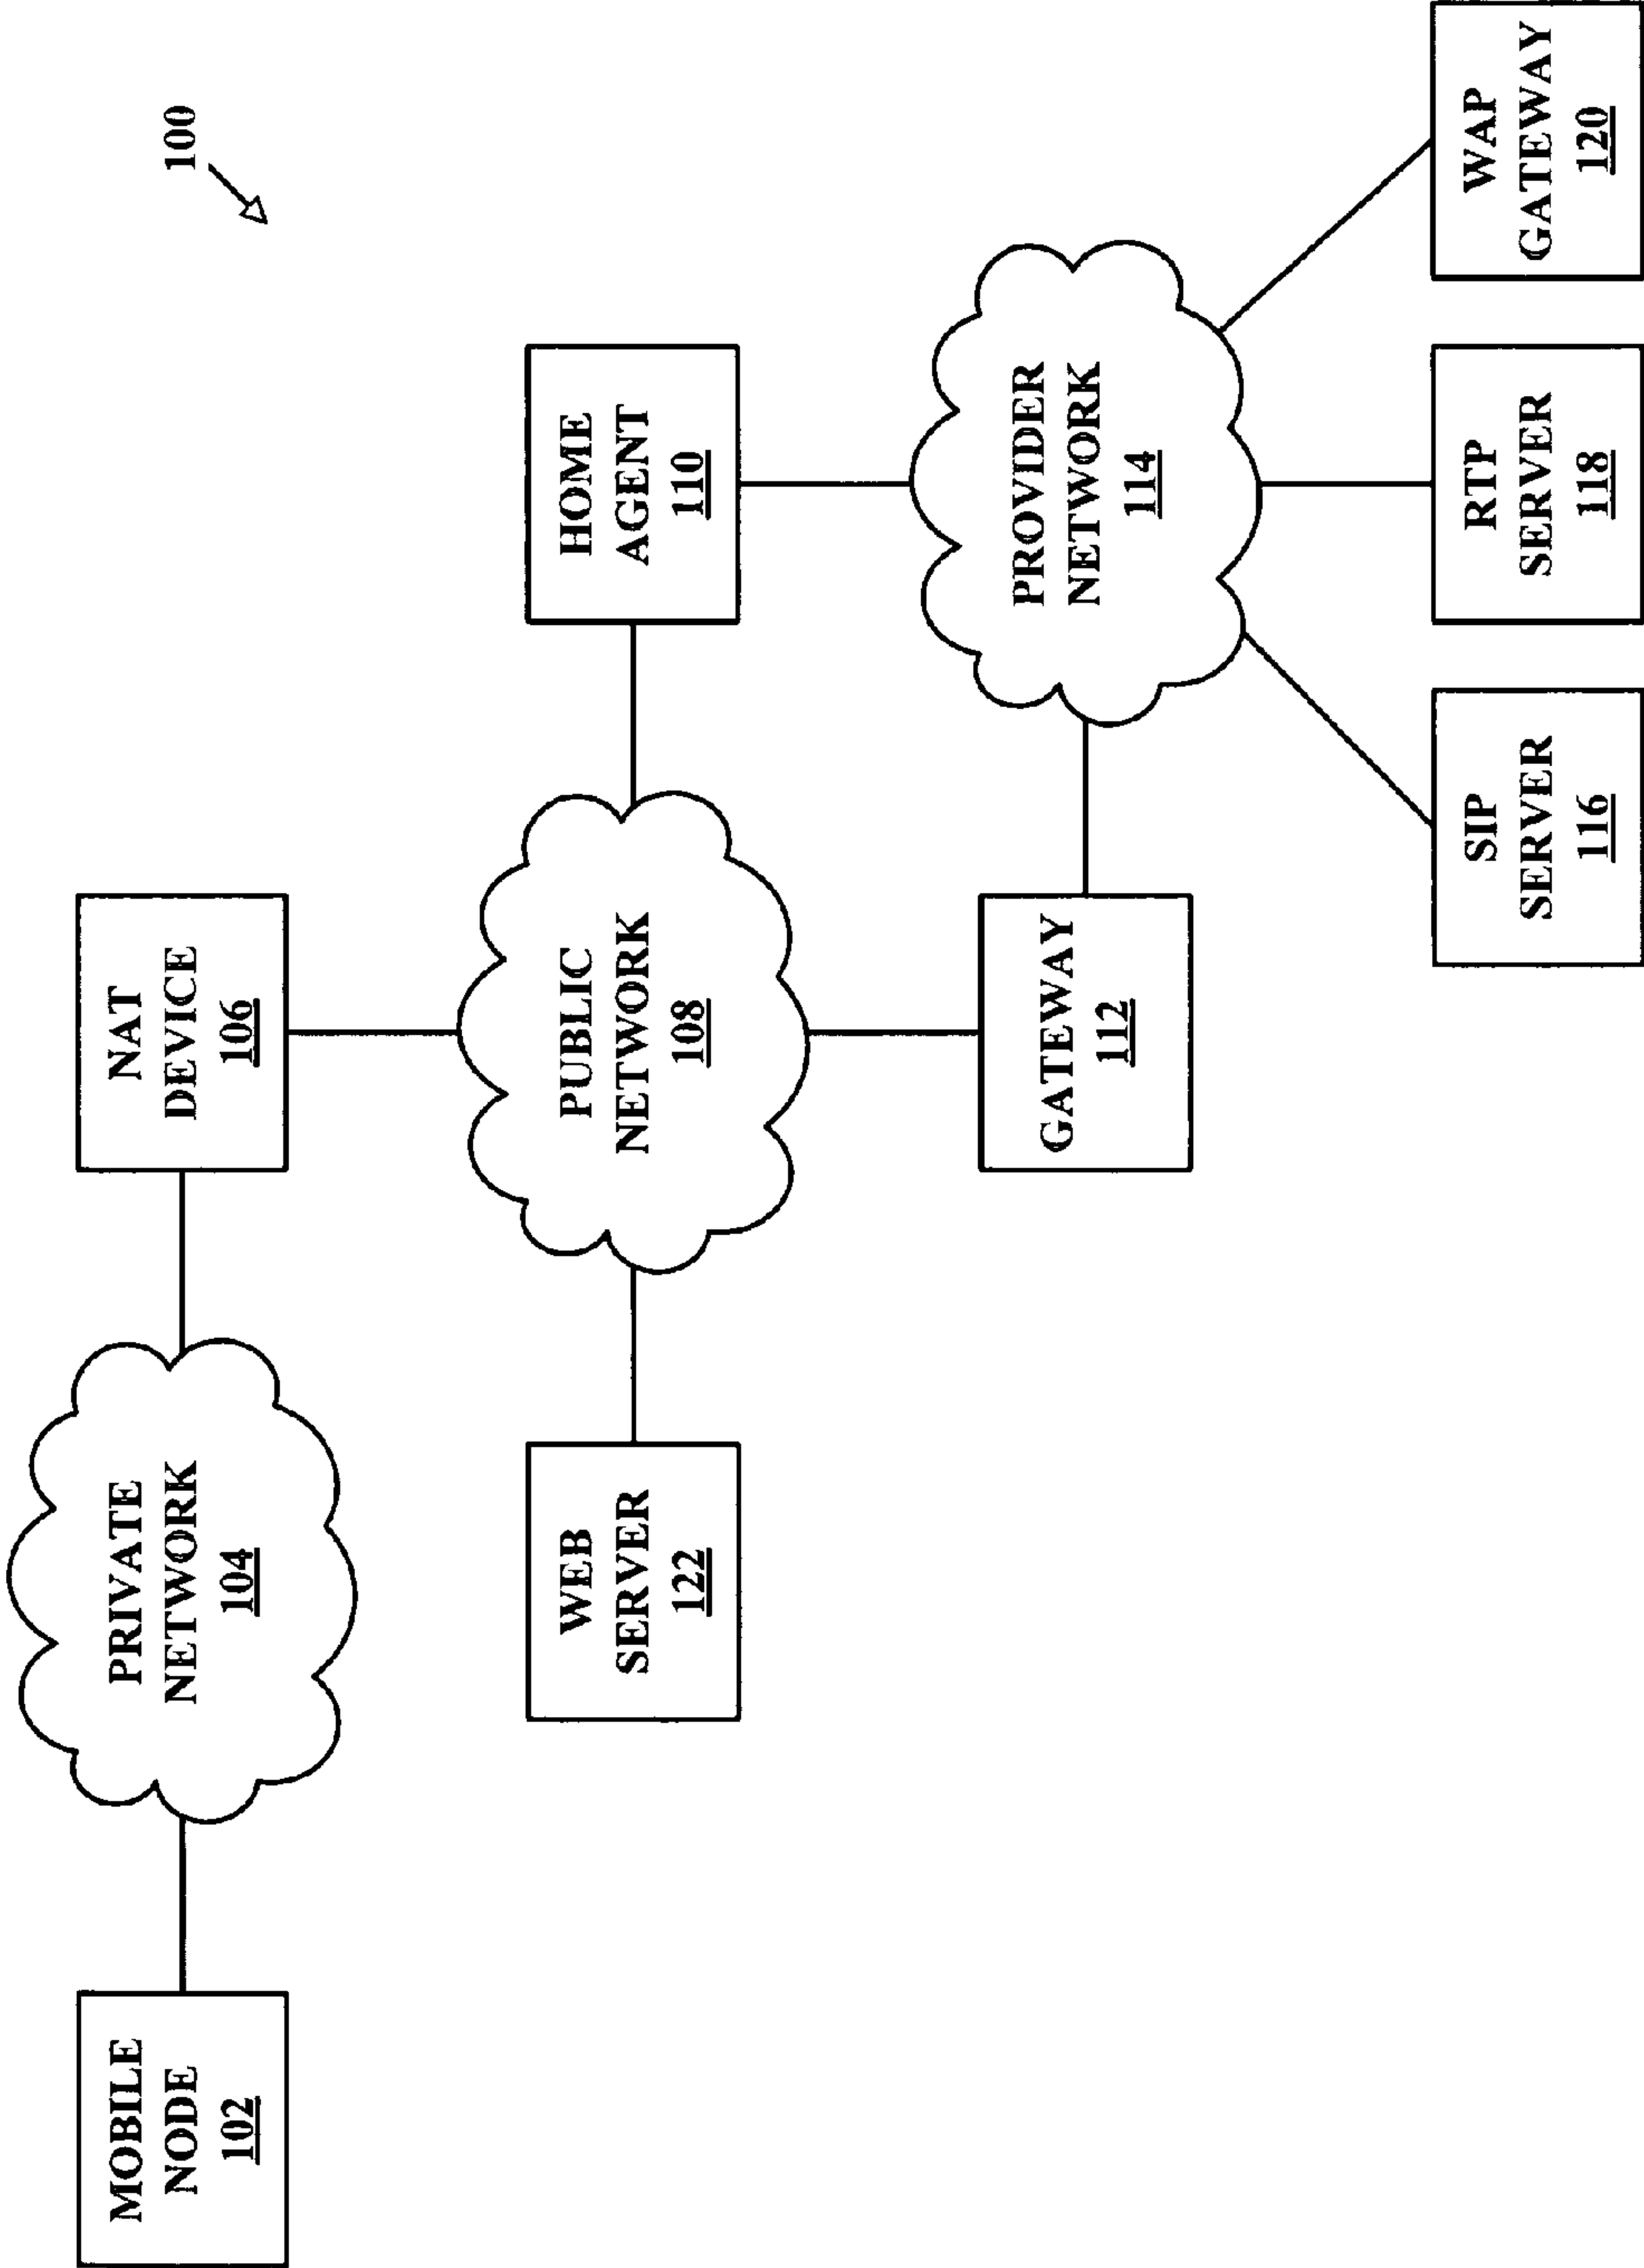 100
MOBILE
NODE
102
PRIVATE
NETWORK
104
NAT
DEVICE
106
WEB
SERVER
122
PUBLIC
NETWORK
108
HOME
AGENT
110
GATEWAY
112
PROVIDER
NETWORK
114
SIP
SERVER
116
RTP
SERVER
118
WAP
GATEWAY
120